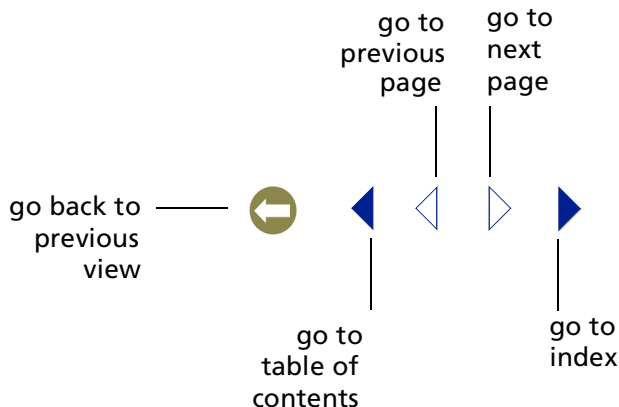 go to
previous
page
go to
next
page
go back to
previous
view
go to
table of
contents
go to
index